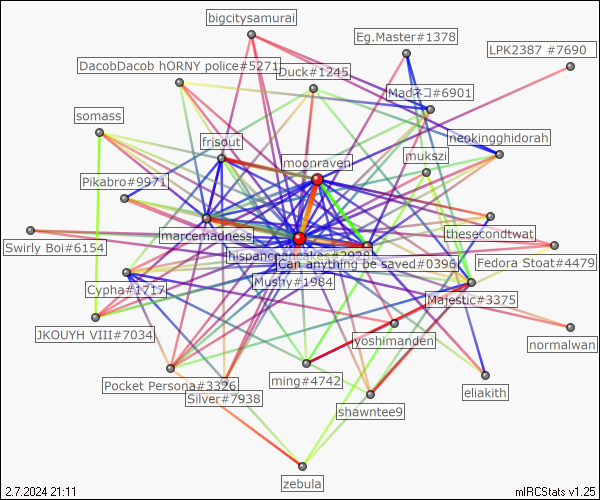 bigcitysamurai
Eg.Master#1378
LPK2387 #7690
DacobDacob hORNY police#5271
Duck#1245
Madネコ#6901
somass
frisout
neokingghidorah
moonraven
mukszi
Pikabro#9971
marcemadness
thesecondtwat
Swirly Boi#6154
hispanicpancakes#2929
Can anything be saved#0396
Fedora Stoat#4479
Cypha#1717
Mushy#1984
Majestic#3375
JKOUYH VIII#7034
yoshimanden
normalwan
Pocket Persona#3326
ming#4742
eliakith
Silver#7938
shawntee9
zebula
2.7.2024 21:11
mIRCStats v1.25